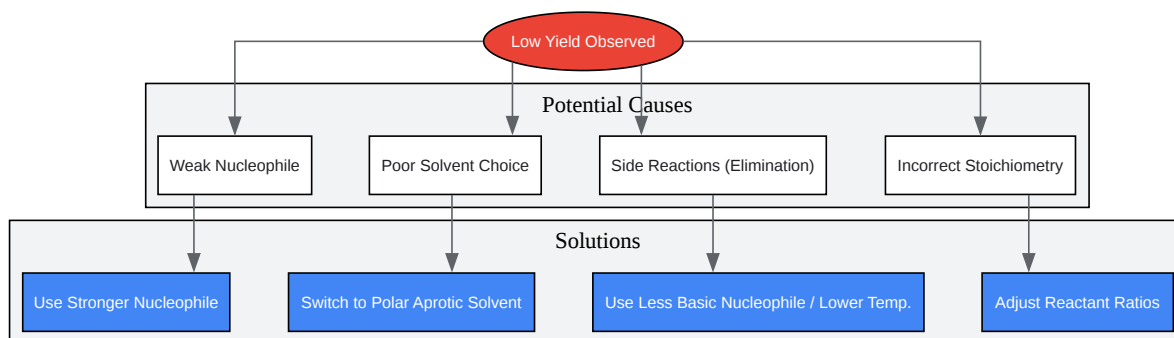 Low Yield Observed
Potential Causes
Weak Nucleophile
Poor Solvent Choice
Side Reactions (Elimination)
Incorrect Stoichiometry
Solutions
Use Stronger Nucleophile
Switch to Polar Aprotic Solvent
Use Less Basic Nucleophile / Lower Temp.
Adjust Reactant Ratios